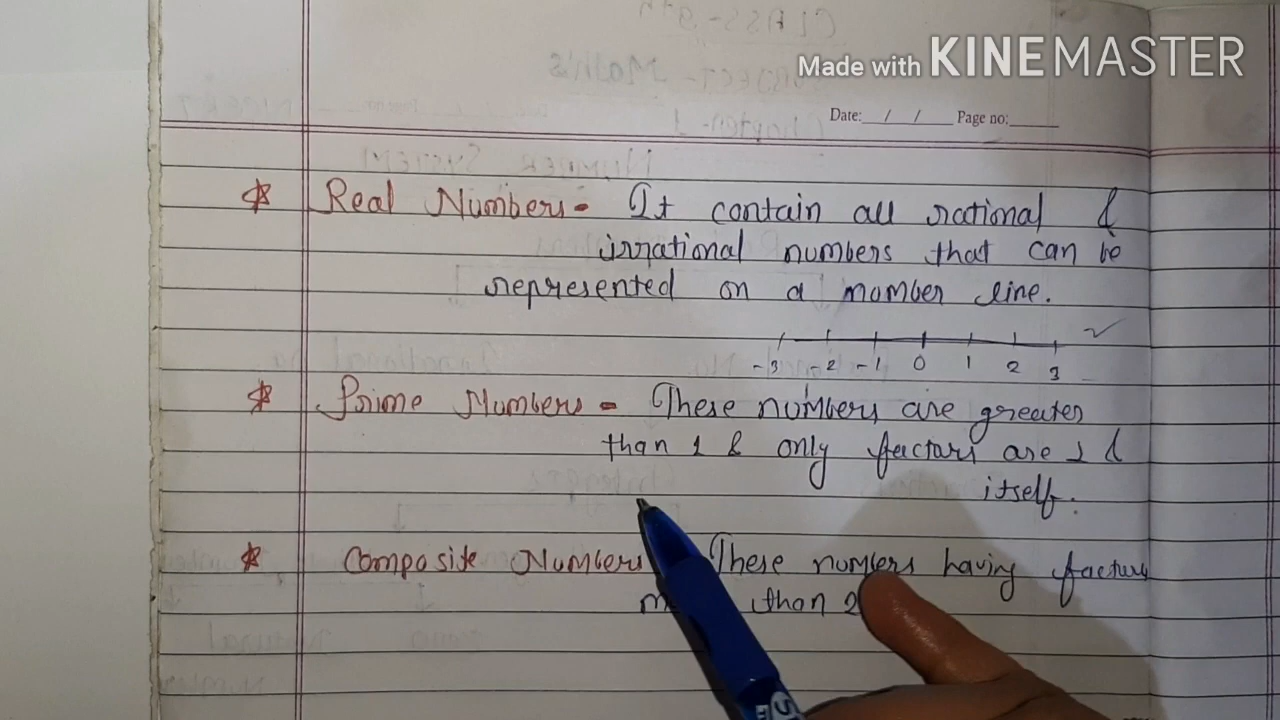 Made with KINEMASTER
Date: / / Page no:
* Real Numbers - It contain all rational &
irrational numbers that can be
represented on a number line.
-3 -2 -1 0 1 2 3
* Prime Numbers - These numbers are greater
than 1 & only factors are 1 &
itself.
* Composite Numbers These numbers having factors
than 2